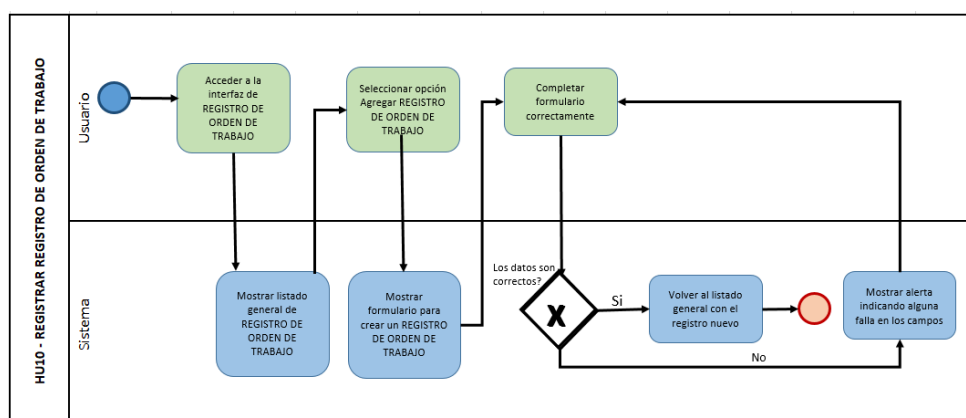 HU10 - REGISTRAR REGISTRO DE ORDEN DE TRABAJO
Usuario
Acceder a la
interfaz de
REGISTRO DE
ORDEN DE
TRABAJO
Seleccionar opción
Agregar REGISTRO
DE ORDEN DE
TRABAJO
Completar
formulario
correctamente
Sistema
Mostrar listado
general de
REGISTRO DE
ORDEN DE
TRABAJO
Mostrar
formulario para
crear un REGISTRO
DE ORDEN DE
TRABAJO
Los datos son
correctos?
X
Si
Volver al listado
general con el
registro nuevo
Mostrar alerta
indicando alguna
falla en los campos
No